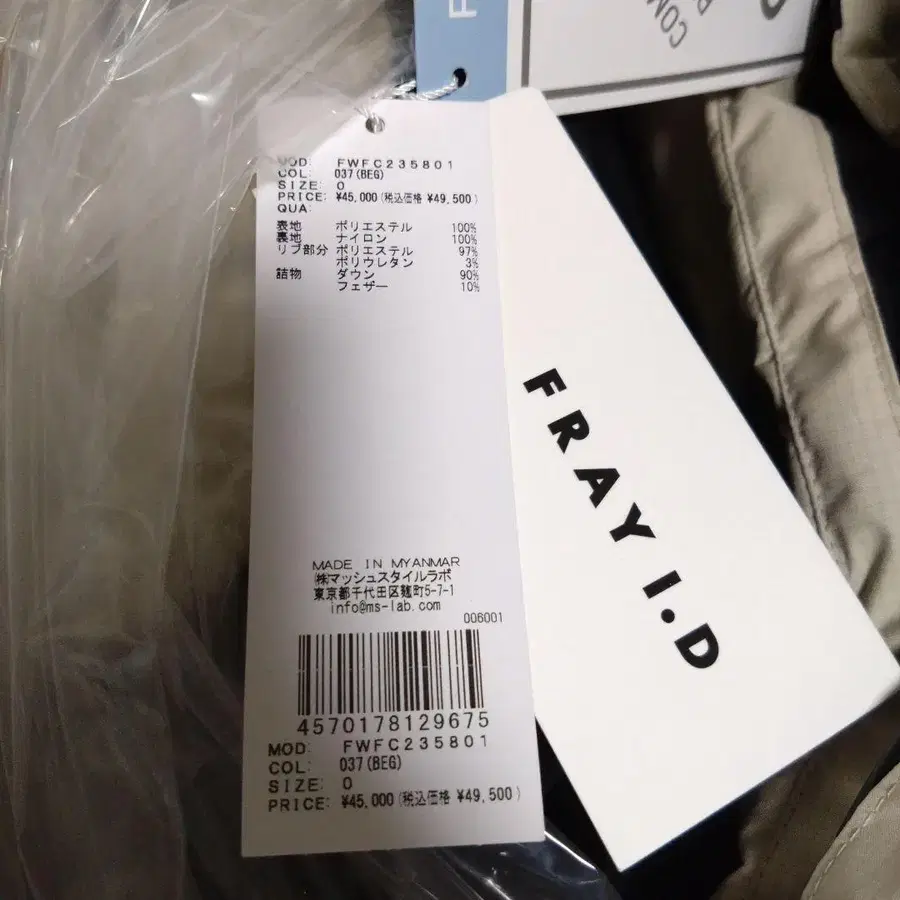 F
COM
MOD: FWFC235801
COL: 037(BEG)
SIZE: 0
PRICE: ¥45,000(税込価格 ¥49,500)
QUA:
表地 ポリエステル 100%
裏地 ナイロン 100%
リブ部分 ポリエステル 97%
ポリウレタン 3%
詰物 ダウン 90%
フェザー 10%
MADE IN MYANMAR
㈱マッシュスタイルラボ
東京都千代田区麹町5-7-1
info@ms-lab.com
006001
4570178129675
MOD: FWFC235801
COL: 037(BEG)
SIZE: 0
PRICE: ¥45,000(税込価格 ¥49,500)
FRAY I.D